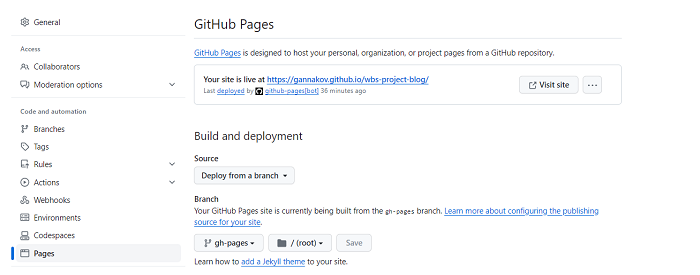 General
Access
Collaborators
Moderation options
Code and automation
Branches
Tags
Rules
Actions
Webhooks
Environments
Codespaces
Pages
GitHub Pages
GitHub Pages is designed to host your personal, organization, or project pages from a GitHub repository.
Your site is live at https://gannakov.github.io/wbs-project-blog/
Last deployed by github-pages[bot] 36 minutes ago
Visit site
Build and deployment
Source
Deploy from a branch
Branch
Your GitHub Pages site is currently being built from the gh-pages branch. Learn more about configuring the publishing
source for your site.
gh-pages
/ (root)
Save
Learn how to add a Jekyll theme to your site.